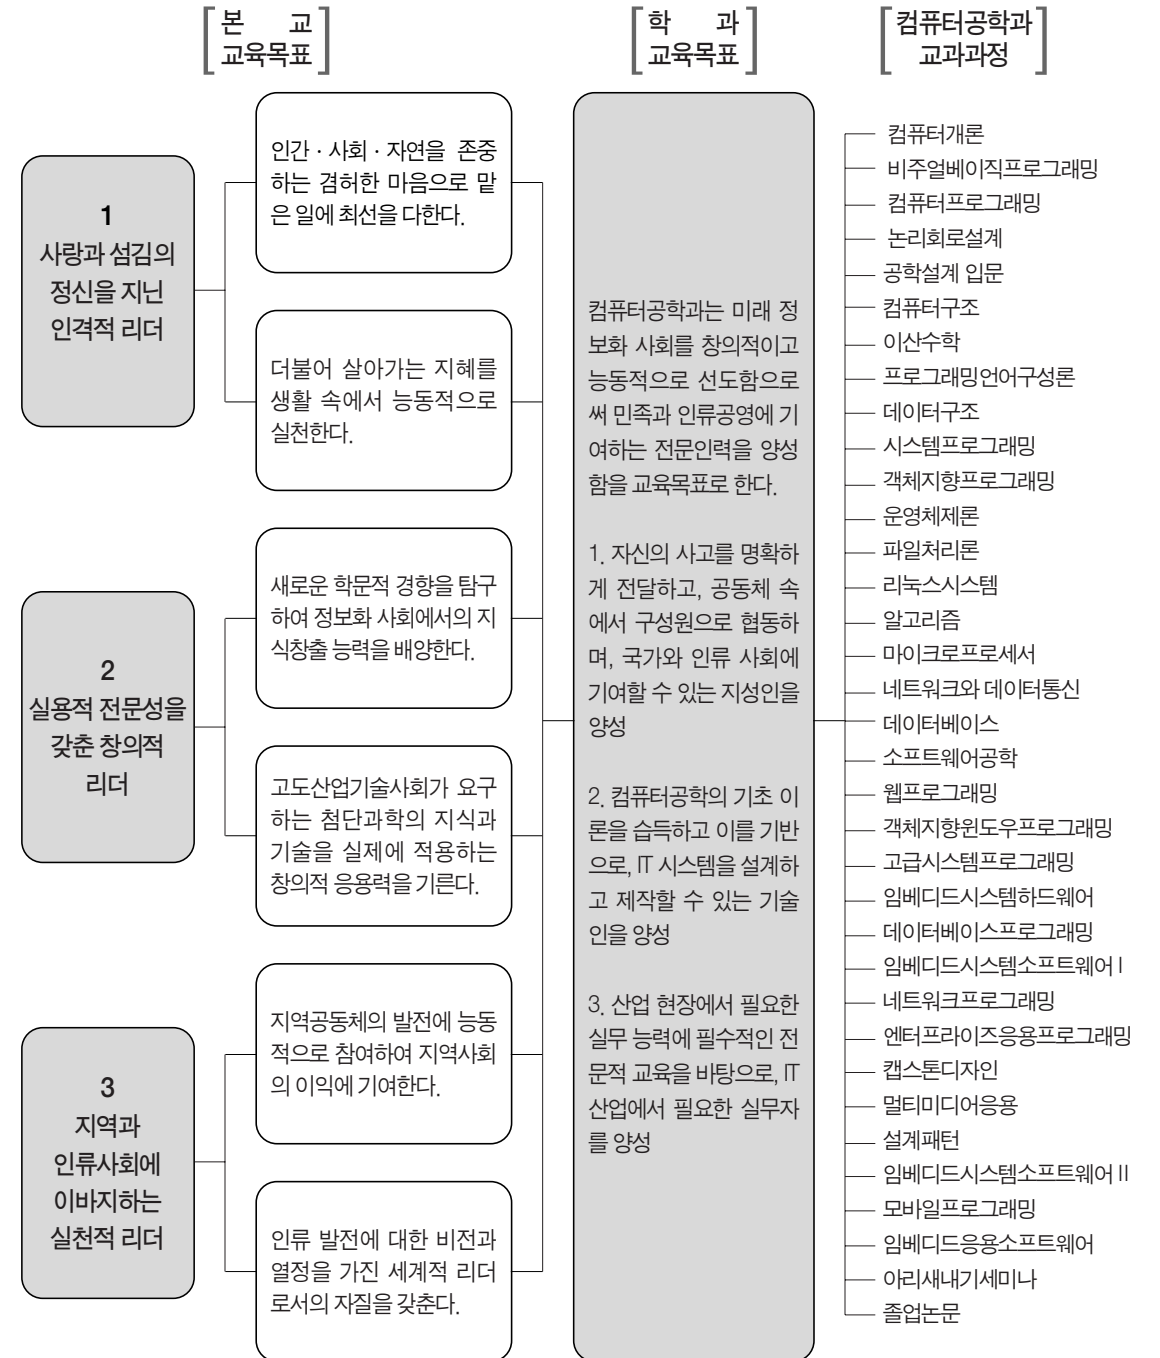 본 교
교육목표
학 과
교육목표
컴퓨터공학과
교과과정
1
사랑과 섬김의
정신을 지닌
인격적 리더
인간 · 사회 · 자연을 존중
하는 겸허한 마음으로 맡
은 일에 최선을 다한다.
더불어 살아가는 지혜를
생활 속에서 능동적으로
실천한다.
2
실용적 전문성을
갖춘 창의적
리더
새로운 학문적 경향을 탐구
하여 정보화 사회에서의 지
식창출 능력을 배양한다.
고도산업기술사회가 요구
하는 첨단과학의 지식과
기술을 실제에 적용하는
창의적 응용력을 기른다.
3
지역과
인류사회에
이바지하는
실천적 리더
지역공동체의 발전에 능동
적으로 참여하여 지역사회
의 이익에 기여한다.
인류 발전에 대한 비전과
열정을 가진 세계적 리더
로서의 자질을 갖춘다.
컴퓨터공학과는 미래 정
보화 사회를 창의적이고
능동적으로 선도함으로
써 민족과 인류공영에 기
여하는 전문인력을 양성
함을 교육목표로 한다.
1. 자신의 사고를 명확하
게 전달하고, 공동체 속
에서 구성원으로 협동하
며, 국가와 인류 사회에
기여할 수 있는 지성인을
양성
2. 컴퓨터공학의 기초 이
론을 습득하고 이를 기반
으로, IT 시스템을 설계하
고 제작할 수 있는 기술
인을 양성
3. 산업 현장에서 필요한
실무 능력에 필수적인 전
문적 교육을 바탕으로, IT
산업에서 필요한 실무자
를 양성
컴퓨터개론
비주얼베이직프로그래밍
컴퓨터프로그래밍
논리회로설계
공학설계 입문
컴퓨터구조
이산수학
프로그래밍언어구성론
데이터구조
시스템프로그래밍
객체지향프로그래밍
운영체제론
파일처리론
리눅스시스템
알고리즘
마이크로프로세서
네트워크와 데이터통신
데이터베이스
소프트웨어공학
웹프로그래밍
객체지향윈도우프로그래밍
고급시스템프로그래밍
임베디드시스템하드웨어
데이터베이스프로그래밍
임베디드시스템소프트웨어Ⅰ
네트워크프로그래밍
엔터프라이즈응용프로그래밍
캡스톤디자인
멀티미디어응용
설계패턴
임베디드시스템소프트웨어Ⅱ
모바일프로그래밍
임베디드응용소프트웨어
아리새내기세미나
졸업논문